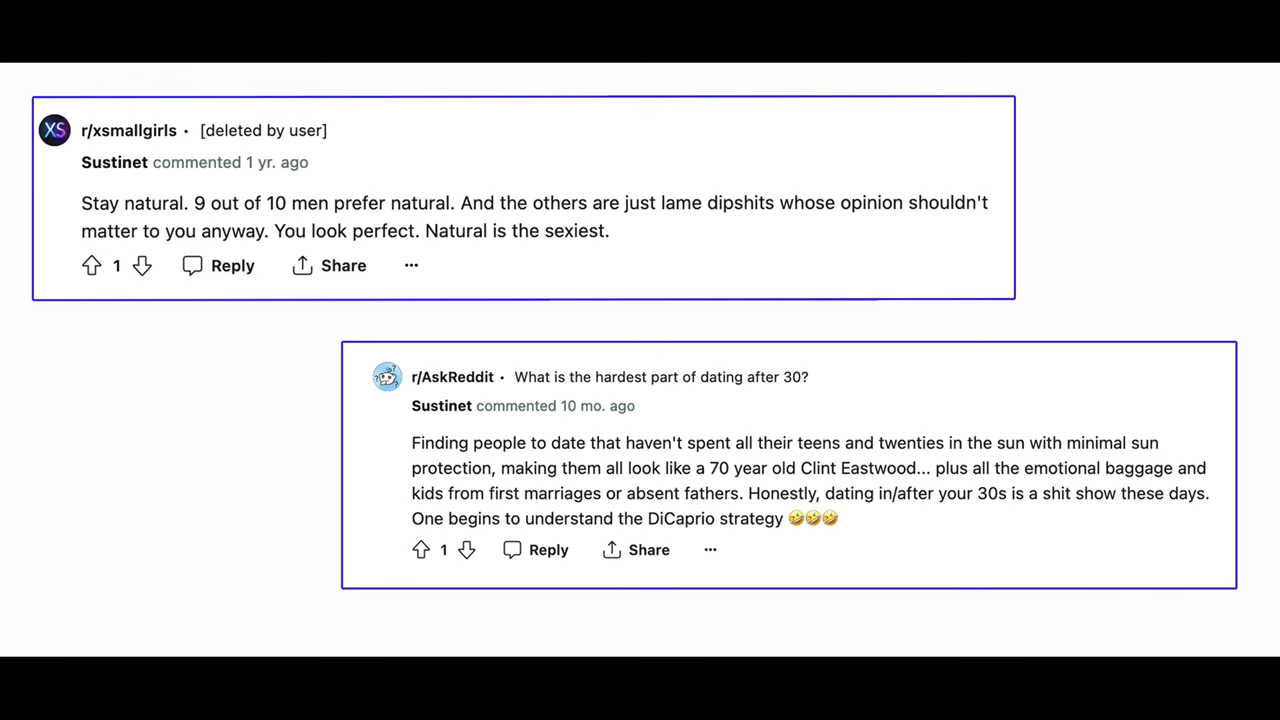 XS r/xsmallgirls • [deleted by user]
Sustinet commented 1 yr. ago
Stay natural. 9 out of 10 men prefer natural. And the others are just lame dipshits whose opinion shouldn't
matter to you anyway. You look perfect. Natural is the sexiest.
1 Reply Share ···
r/AskReddit • What is the hardest part of dating after 30?
Sustinet commented 10 mo. ago
Finding people to date that haven't spent all their teens and twenties in the sun with minimal sun
protection, making them all look like a 70 year old Clint Eastwood... plus all the emotional baggage and
kids from first marriages or absent fathers. Honestly, dating in/after your 30s is a shit show these days.
One begins to understand the DiCaprio strategy 🤣🤣🤣
1 Reply Share ···